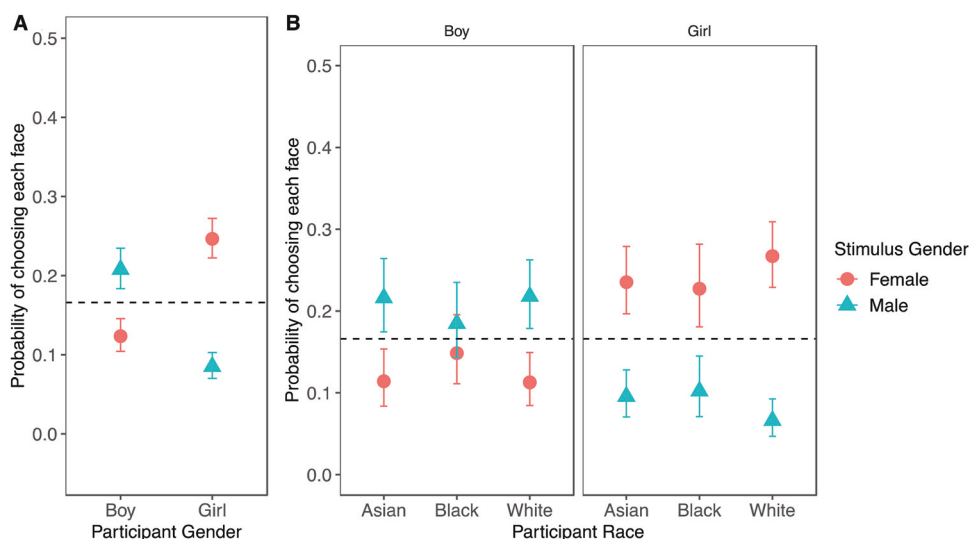 A
Probability of choosing each face
0.5
0.4
0.3
0.2
0.1
0.0
Boy Girl
Participant Gender
B
Boy Girl
Probability of choosing each face
0.5
0.4
0.3
0.2
0.1
0.0
Asian Black White Asian Black White
Participant Race
Stimulus Gender
Female
Male